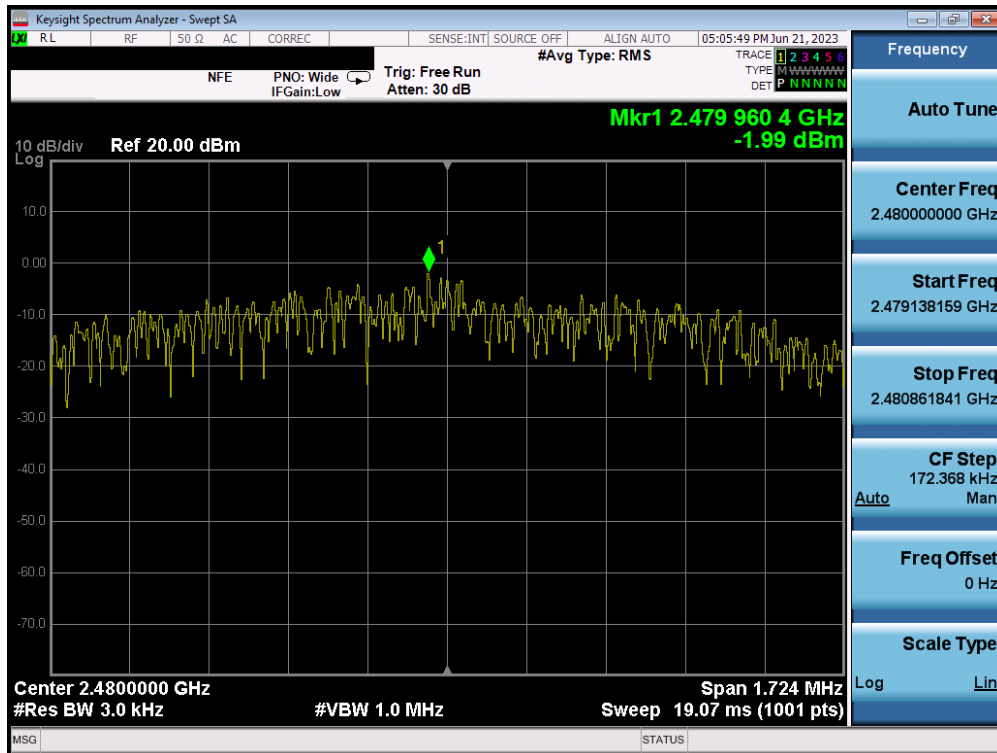 Keysight Spectrum Analyzer - Swept SA
LXI RL RF 50 Ω AC CORREC SENSE:INT SOURCE OFF ALIGN AUTO 05:05:49 PM Jun 21, 2023
Frequency
#Avg Type: RMS
TRACE 1 2 3 4 5 6
NFE PNO: Wide Trig: Free Run TYPE M WWWWW
IFGain:Low Atten: 30 dB DET P N N N N N
Auto Tune
Mkr1 2.479 960 4 GHz
-1.99 dBm
10 dB/div Ref 20.00 dBm
Log
1
10.0
0.00
-10.0
-20.0
-30.0
-40.0
-50.0
-60.0
-70.0
Center Freq
2.480000000 GHz
Start Freq
2.479138159 GHz
Stop Freq
2.480861841 GHz
CF Step
172.368 kHz
Auto Man
Freq Offset
0 Hz
Scale Type
Log Lin
Center 2.4800000 GHz Span 1.724 MHz
#Res BW 3.0 kHz #VBW 1.0 MHz Sweep 19.07 ms (1001 pts)
MSG STATUS